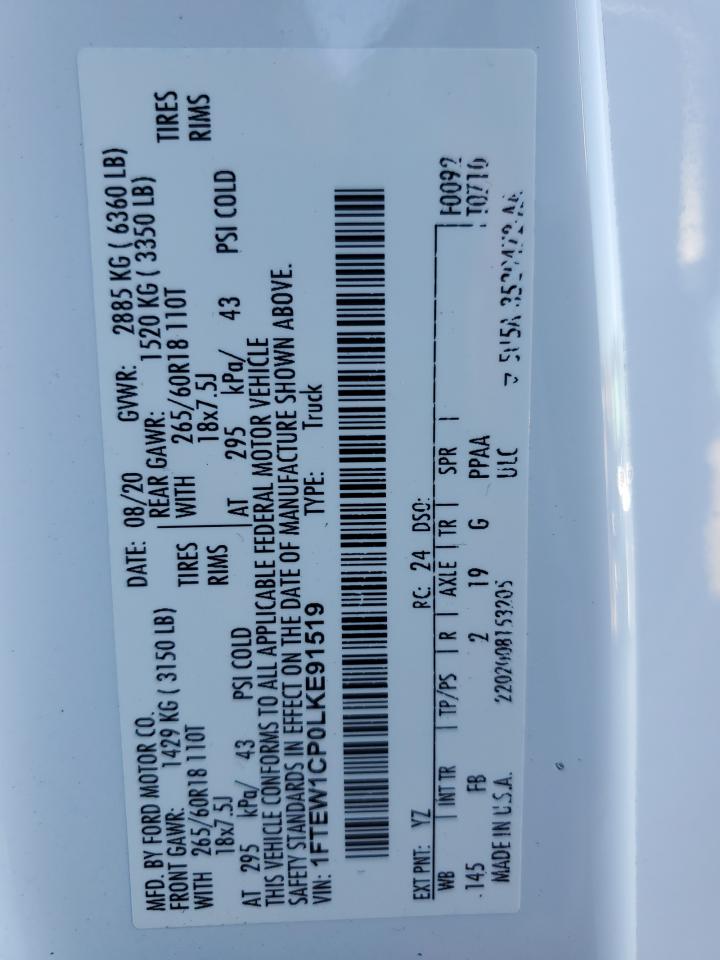 MFD. BY FORD MOTOR CO. DATE: 08/20 GVWR: 2885 KG ( 6360 LB)
FRONT GAWR: 1429 KG ( 3150 LB) REAR GAWR: 1520 KG ( 3350 LB)
WITH 265/60R18 110T TIRES WITH 265/60R18 110T TIRES
18x7.5J RIMS 18x7.5J RIMS
AT 295 kPa/ 43 PSI COLD AT 295 kPa/ 43 PSI COLD
THIS VEHICLE CONFORMS TO ALL APPLICABLE FEDERAL MOTOR VEHICLE
SAFETY STANDARDS IN EFFECT ON THE DATE OF MANUFACTURE SHOWN ABOVE.
VIN: 1FTEW1CP0LKE91519 TYPE: Truck
EXT PNT: YZ RC: 24 DSO: F0092
WB INT TR TP/PS R AXLE TR SPR T0710
145 FB 2 19 G PPAA
MADE IN U.S.A. ULC